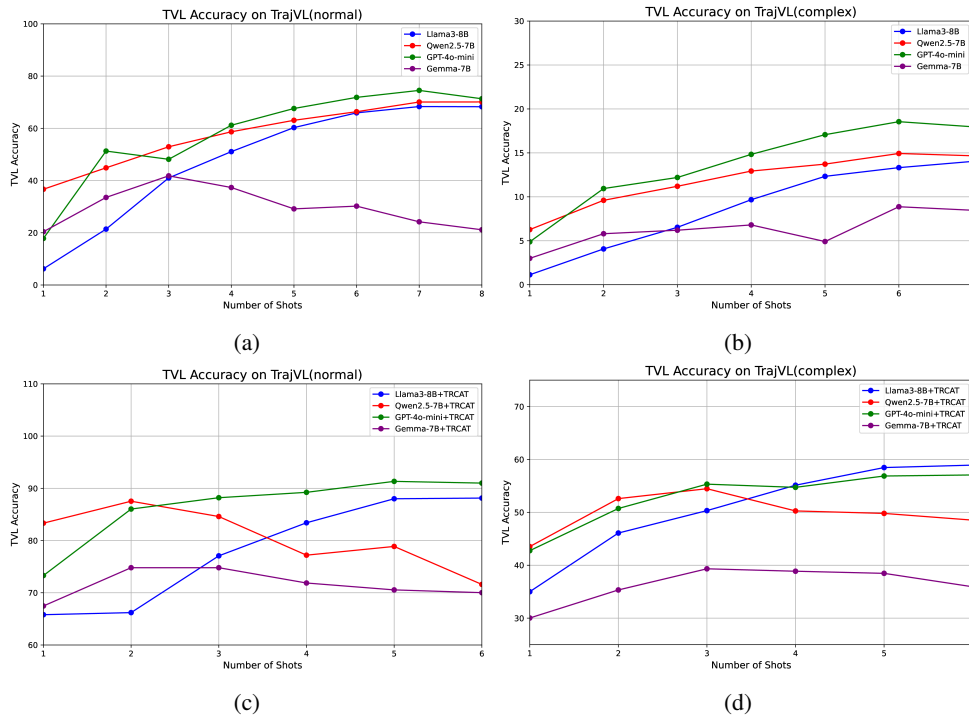 TVL Accuracy on TrajVL(normal)
100
80
60
40
20
0
TVL Accuracy
Llama3-8B
Qwen2.5-7B
GPT-4o-mini
Gemma-7B
1 2 3 4 5 6 7 8
Number of Shots
(a)
TVL Accuracy on TrajVL(complex)
30
25
20
15
10
5
0
TVL Accuracy
Llama3-8B
Qwen2.5-7B
GPT-4o-mini
Gemma-7B
1 2 3 4 5 6
Number of Shots
(b)
TVL Accuracy on TrajVL(normal)
110
100
90
80
70
60
TVL Accuracy
Llama3-8B+TRCAT
Qwen2.5-7B+TRCAT
GPT-4o-mini+TRCAT
Gemma-7B+TRCAT
1 2 3 4 5 6
Number of Shots
(c)
TVL Accuracy on TrajVL(complex)
70
60
50
40
30
TVL Accuracy
Llama3-8B+TRCAT
Qwen2.5-7B+TRCAT
GPT-4o-mini+TRCAT
Gemma-7B+TRCAT
1 2 3 4 5
Number of Shots
(d)